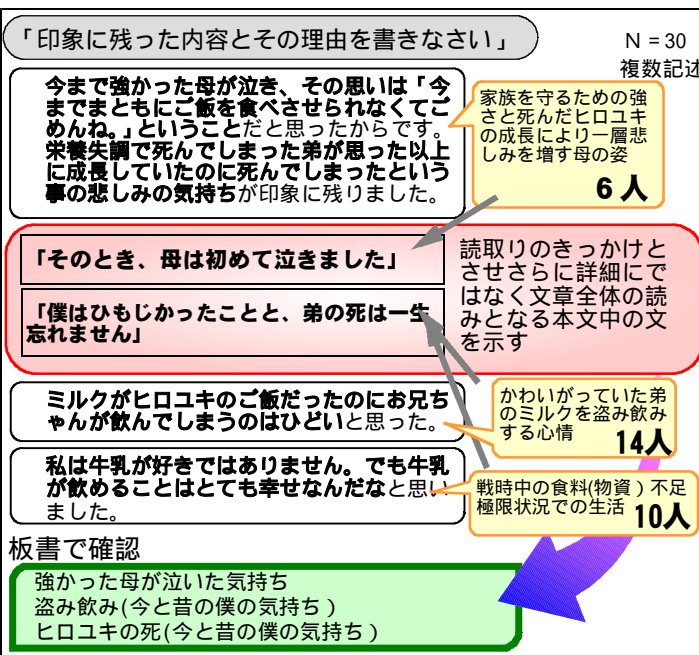 「印象に残った内容とその理由を書きなさい」
N = 30
複数記述
今まで強かった母が泣き、その思いは「今
までまともにご飯を食べさせられなくてご
めんね。」ということだと思ったからです。
栄養失調で死んでしまった弟が思った以上
に成長していたのに死んでしまったという
事の悲しみの気持ちが印象に残りました。
家族を守るための強
さと死んだヒロユキ
の成長により一層悲
しみを増す母の姿
6人
「そのとき、母は初めて泣きました」
「僕はひもじかったことと、弟の死は一生
忘れません」
読取りのきっかけと
させさらに詳細にで
はなく文章全体の読
みとなる本文中の文
を示す
ミルクがヒロユキのご飯だったのにお兄ち
ゃんが飲んでしまうのはひどいと思った。
かわいがっていた弟
のミルクを盗み飲み
する心情
14人
私は牛乳が好きではありません。でも牛乳
が飲めることはとても幸せなんだなと思い
ました。
戦時中の食料(物資）不足
極限状況での生活
10人
板書で確認
強かった母が泣いた気持ち
盗み飲み(今と昔の僕の気持ち）
ヒロユキの死(今と昔の僕の気持ち）